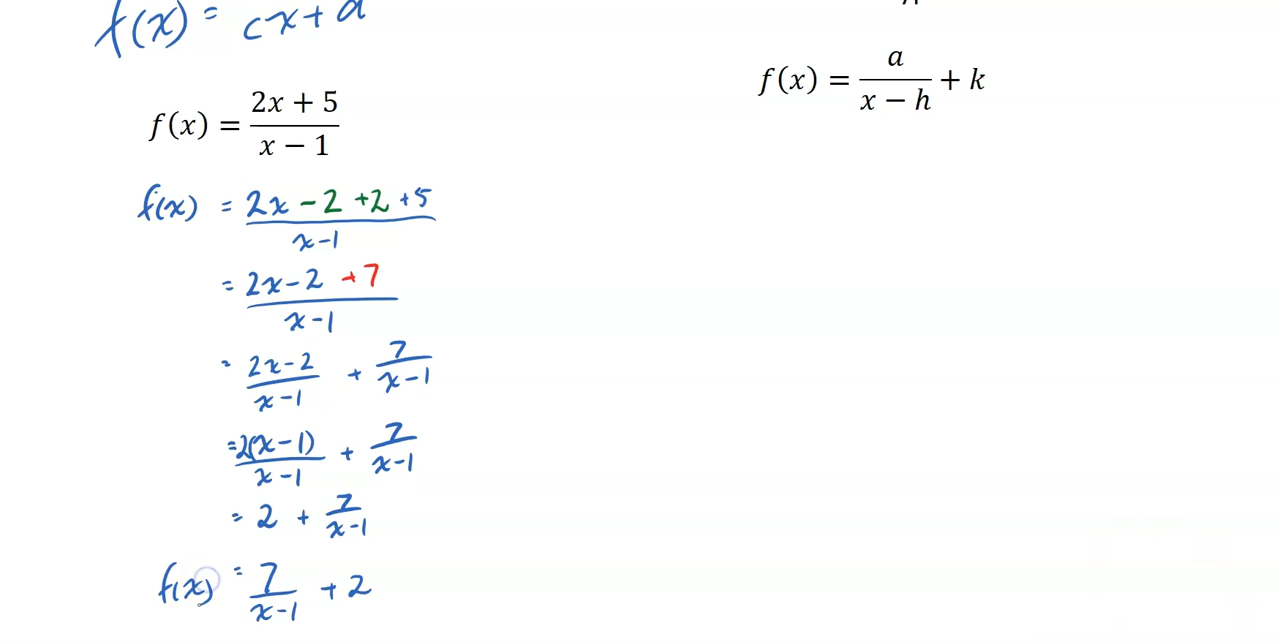 f(x) = cx+d
f(x) = (2x + 5)/(x − 1)
f(x) = (2x −2 +2 +5)/(x−1)
= (2x−2 +7)/(x−1)
= (2x−2)/(x−1) + 7/(x−1)
= 2(x−1)/(x−1) + 7/(x−1)
= 2 + 7/(x−1)
f(x) = 7/(x−1) + 2
f(x) = a/(x − h) + k